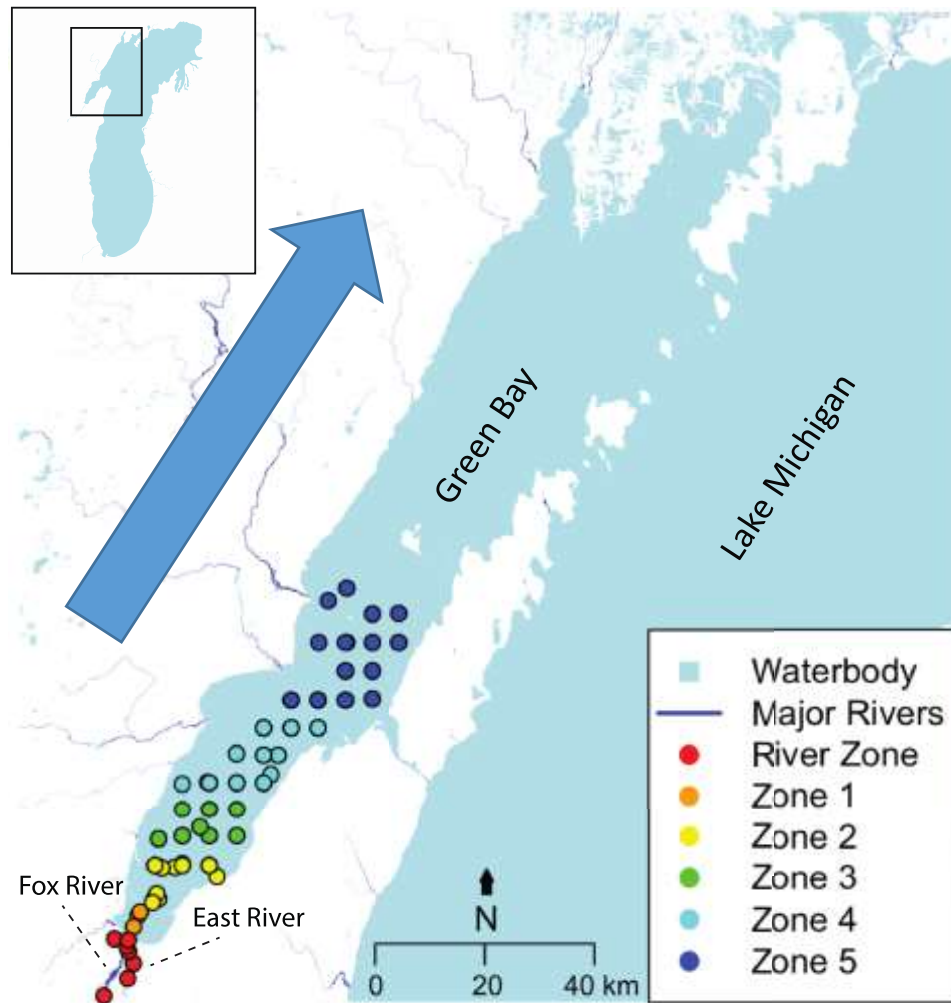 Green Bay
Lake Michigan
Fox River
East River
N
0 20 40 km
Waterbody
Major Rivers
River Zone
Zone 1
Zone 2
Zone 3
Zone 4
Zone 5